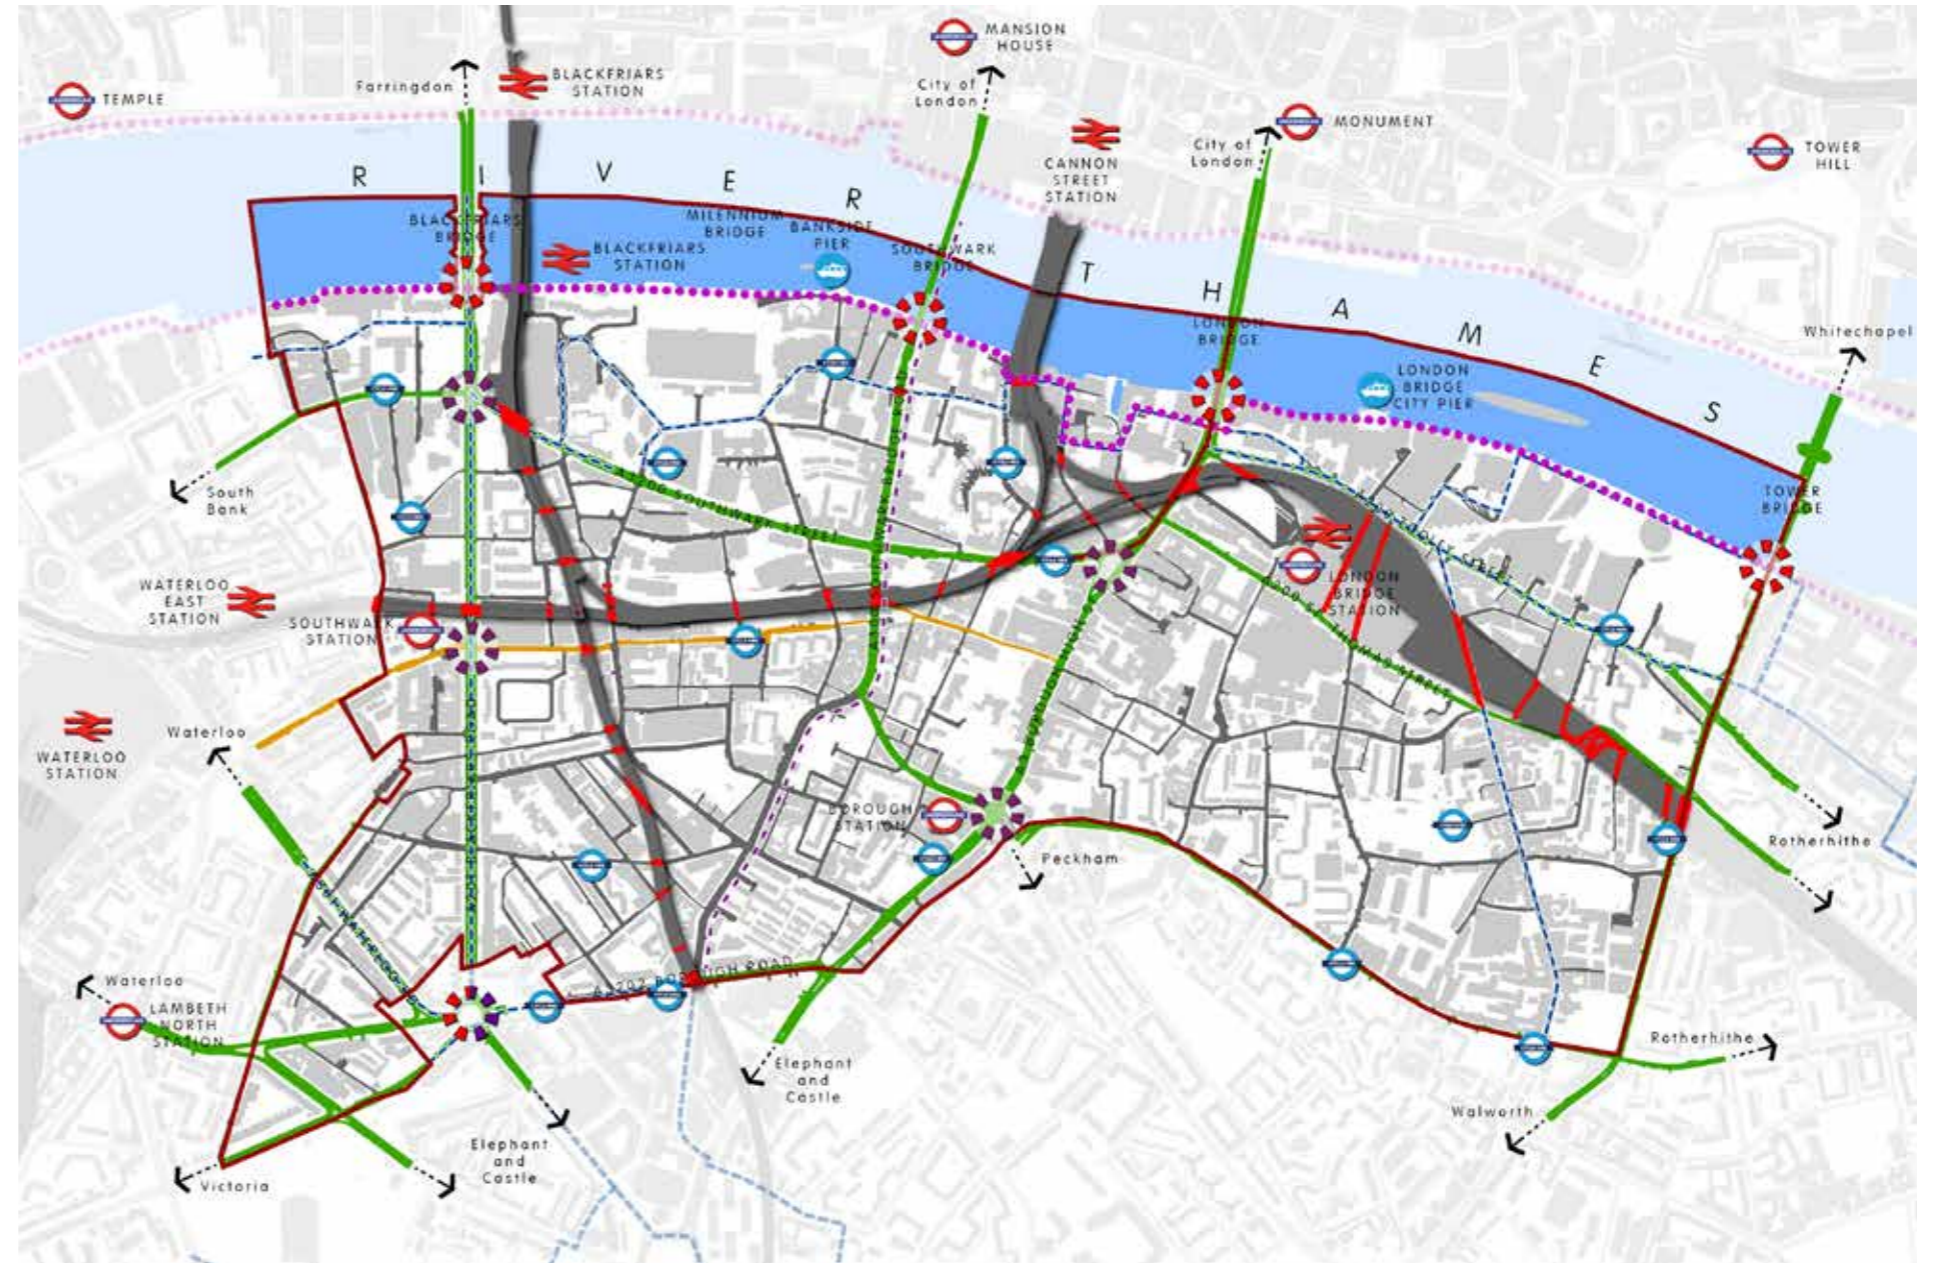 MANSION
HOUSE
BLACKFRIARS
STATION
Farringdon
City of
London
TEMPLE
MONUMENT
City of
London
CANNON
STREET
STATION
TOWER
HILL
R I V E R
T H A M E S
BLACKFRIARS
BRIDGE
MILENNIUM
BRIDGE
BANKSIDE
PIER
BLACKFRIARS
STATION
SOUTHWARK
BRIDGE
LONDON
BRIDGE
Whitechapel
LONDON
BRIDGE
CITY PIER
South
Bank
TOWER
BRIDGE
SOUTHWARK STREET
WATERLOO
EAST
STATION
SOUTHWARK
STATION
LONDON
BRIDGE
STATION
Waterloo
WATERLOO
STATION
BOROUGH
STATION
Peckham
Rotherhithe
A3202 BOROUGH ROAD
Waterloo
LAMBETH
NORTH
STATION
Elephant
and
Castle
Rotherhithe
Walworth
Elephant
and
Castle
Victoria